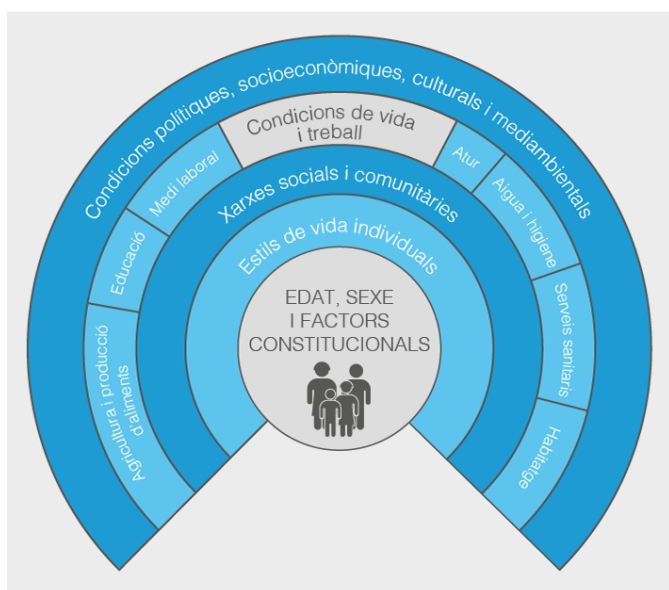 Condicions polítiques, socioeconòmiques, culturals i mediambientals
Condicions de vida
i treball
Agricultura i producció
d'aliments
Educació
Medi laboral
Atur
Aigua i higiene
Serveis sanitaris
Habitatge
Xarxes socials i comunitàries
Estils de vida individuals
EDAT, SEXE
I FACTORS
CONSTITUCIONALS